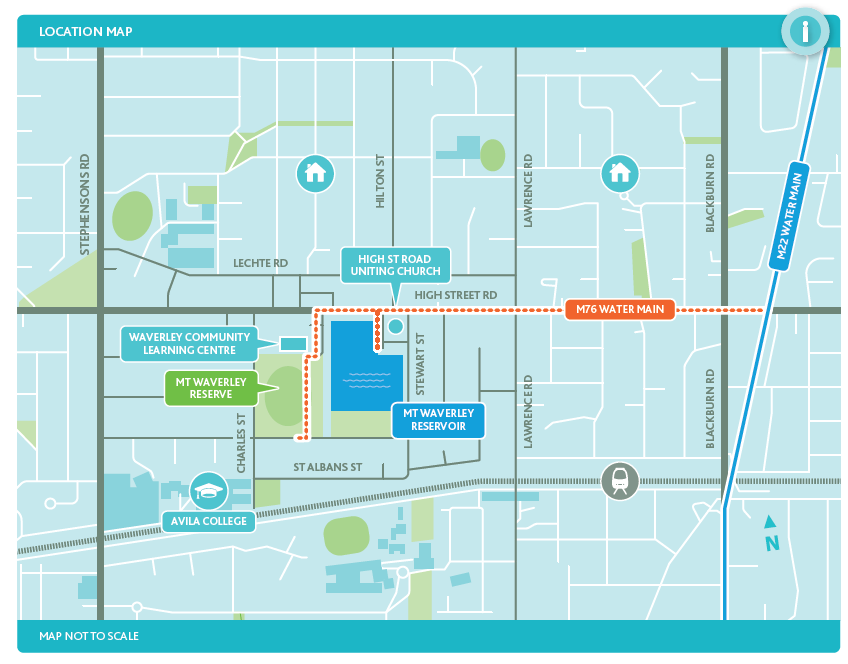 LOCATION MAP
i
STEPHENSONS RD
HILTON ST
LAWRENCE RD
BLACKBURN RD
M22 WATER MAIN
LECHTE RD
HIGH ST ROAD
UNITING CHURCH
HIGH STREET RD
M76 WATER MAIN
WAVERLEY COMMUNITY
LEARNING CENTRE
MT WAVERLEY
RESERVE
STEWART ST
MT WAVERLEY
RESERVOIR
LAWRENCE RD
BLACKBURN RD
CHARLES ST
ST ALBANS ST
AVILA COLLEGE
N
MAP NOT TO SCALE